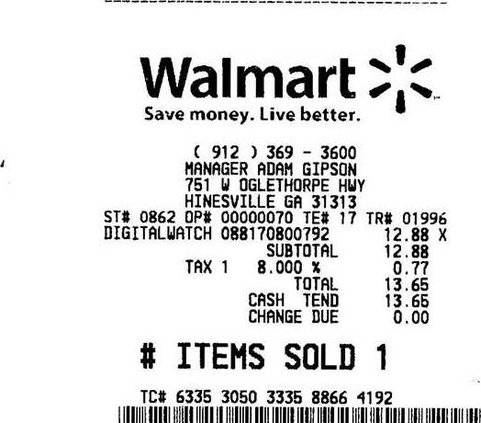 Walmart
Save money. Live better.
( 912 ) 369 - 3600
MANAGER ADAM GIPSON
751 W OGLETHORPE HWY
HINESVILLE GA 31313
ST# 0862 OP# 00000070 TE# 17 TR# 01996
DIGITALWATCH 088170800792 12.88 X
SUBTOTAL 12.88
TAX 1 8.000 % 0.77
TOTAL 13.65
CASH TEND 13.65
CHANGE DUE 0.00
# ITEMS SOLD 1
TC# 6335 3050 3335 8866 4192